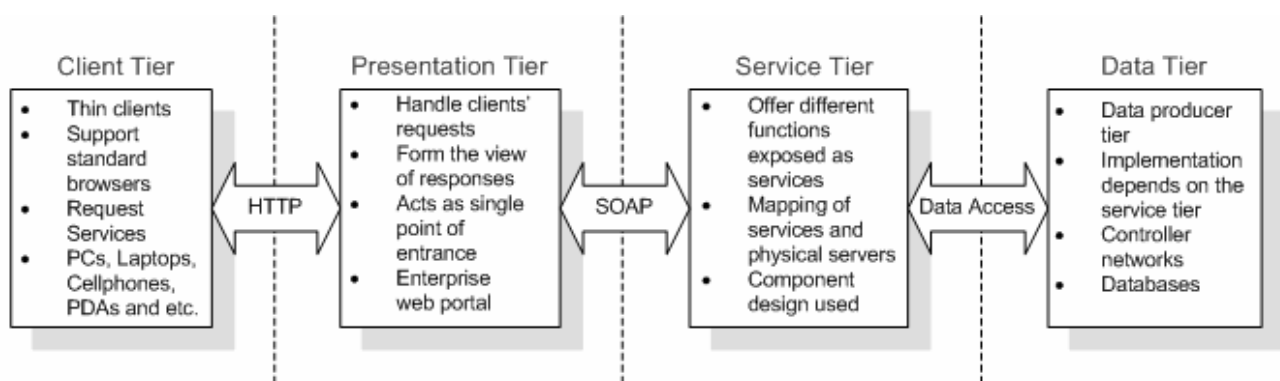 Client Tier
• Thin clients
• Support
standard
browsers
• Request
Services
• PCs, Laptops,
Cellphones,
PDAs and etc.
HTTP
Presentation Tier
• Handle clients'
requests
• Form the view
of responses
• Acts as single
point of
entrance
• Enterprise
web portal
SOAP
Service Tier
• Offer different
functions
exposed as
services
• Mapping of
services and
physical servers
• Component
design used
Data Access
Data Tier
• Data producer
tier
• Implementation
depends on the
service tier
• Controller
networks
• Databases